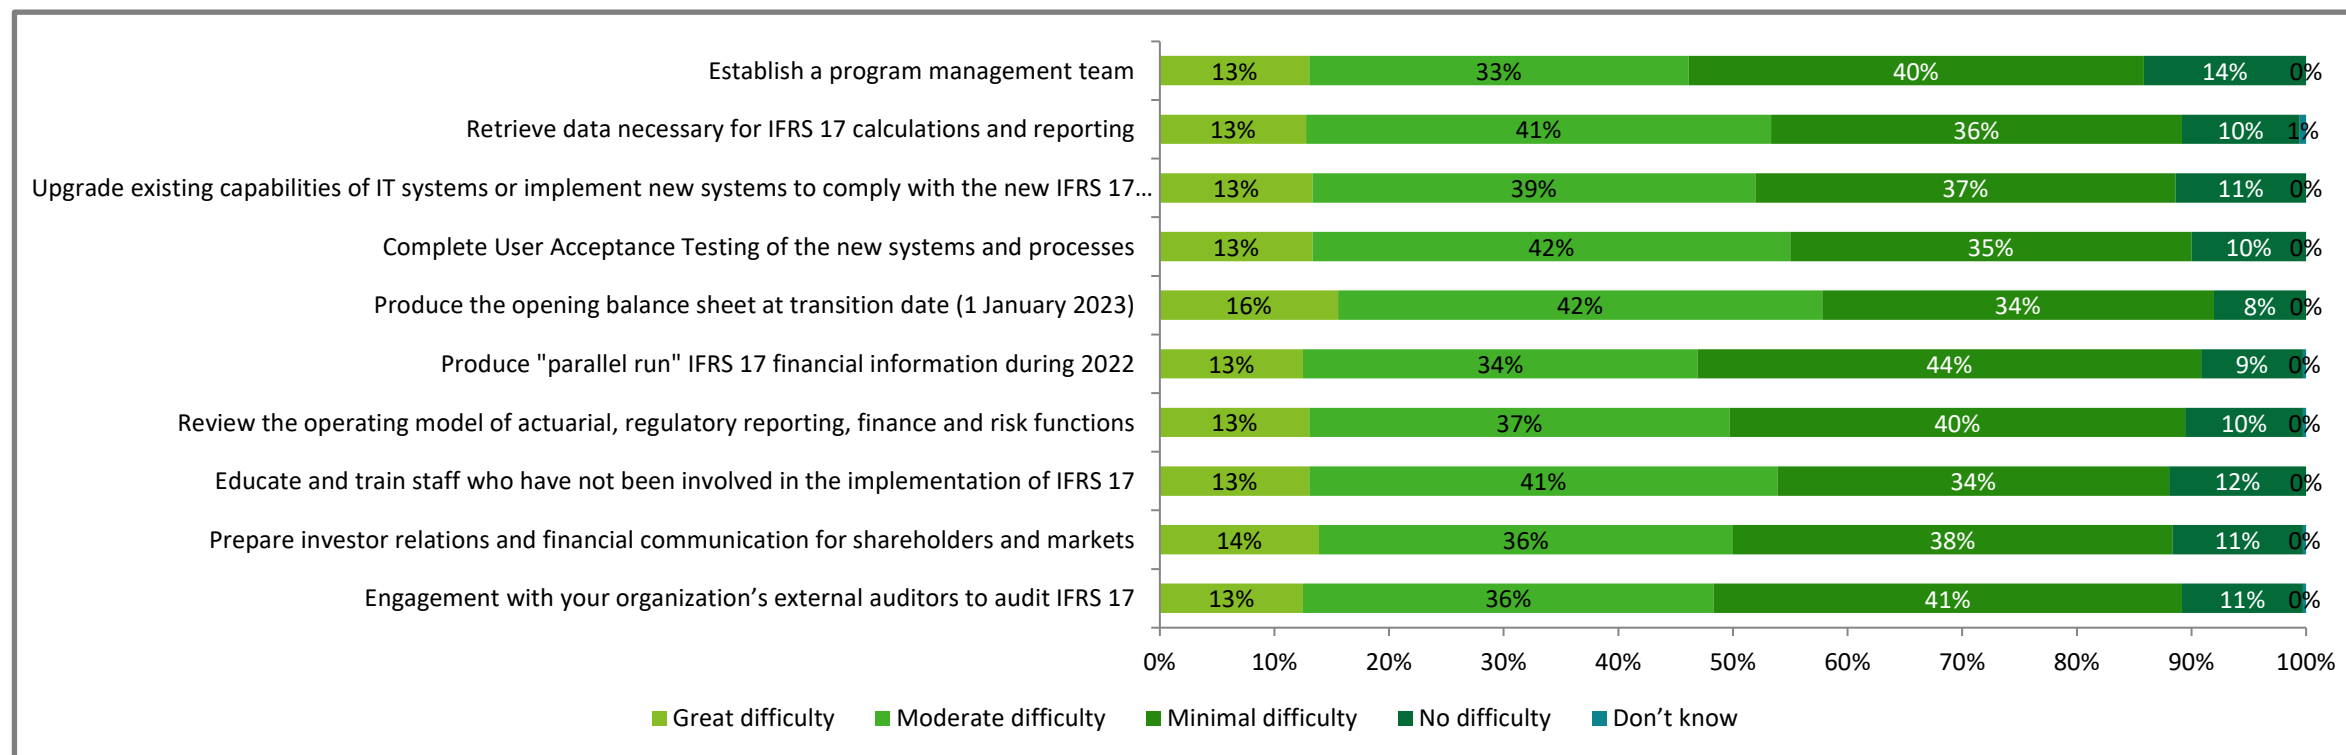 Establish a program management team 13% 33% 40% 14% 0%
Retrieve data necessary for IFRS 17 calculations and reporting 13% 41% 36% 10% 1%
Upgrade existing capabilities of IT systems or implement new systems to comply with the new IFRS 17... 13% 39% 37% 11% 0%
Complete User Acceptance Testing of the new systems and processes 13% 42% 35% 10% 0%
Produce the opening balance sheet at transition date (1 January 2023) 16% 42% 34% 8% 0%
Produce "parallel run" IFRS 17 financial information during 2022 13% 34% 44% 9% 0%
Review the operating model of actuarial, regulatory reporting, finance and risk functions 13% 37% 40% 10% 0%
Educate and train staff who have not been involved in the implementation of IFRS 17 13% 41% 34% 12% 0%
Prepare investor relations and financial communication for shareholders and markets 14% 36% 38% 11% 0%
Engagement with your organization’s external auditors to audit IFRS 17 13% 36% 41% 11% 0%
0% 10% 20% 30% 40% 50% 60% 70% 80% 90% 100%
Great difficulty Moderate difficulty Minimal difficulty No difficulty Don’t know